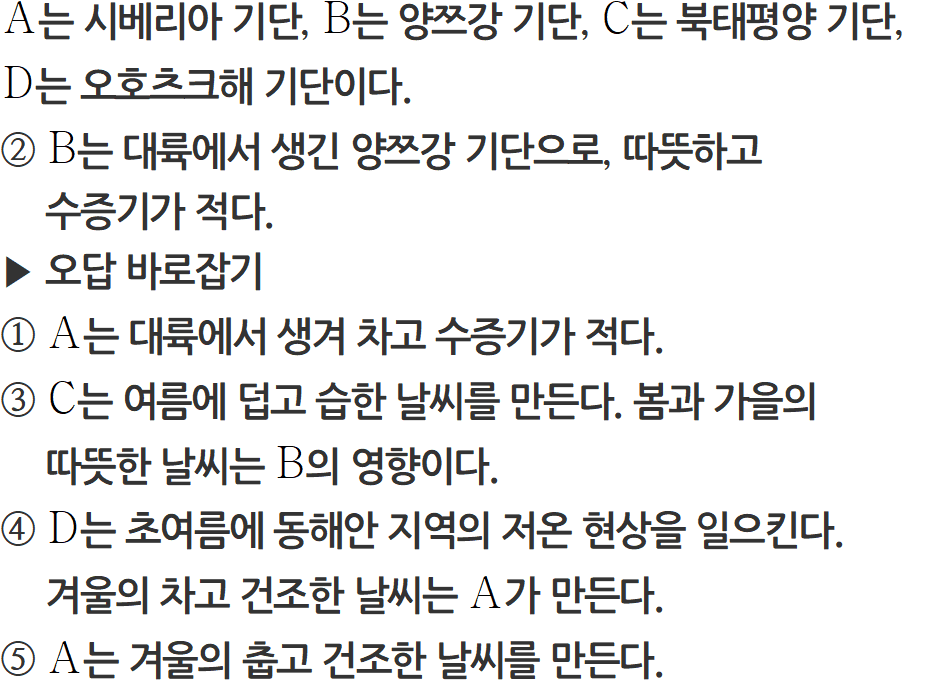 A는 시베리아 기단, B는 양쯔강 기단, C는 북태평양 기단,
D는 오호츠크해 기단이다.
② B는 대륙에서 생긴 양쯔강 기단으로, 따뜻하고
수증기가 적다.
▶ 오답 바로잡기
① A는 대륙에서 생겨 차고 수증기가 적다.
③ C는 여름에 덥고 습한 날씨를 만든다. 봄과 가을의
따뜻한 날씨는 B의 영향이다.
④ D는 초여름에 동해안 지역의 저온 현상을 일으킨다.
겨울의 차고 건조한 날씨는 A가 만든다.
⑤ A는 겨울의 춥고 건조한 날씨를 만든다.